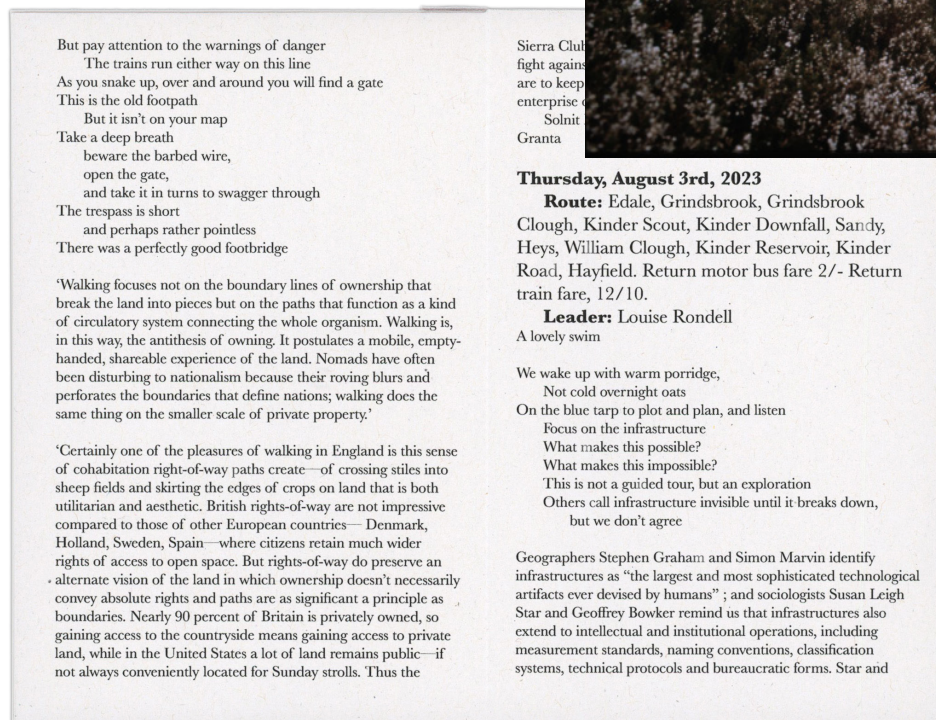 But pay attention to the warnings of danger
The trains run either way on this line
As you snake up, over and around you will find a gate
This is the old footpath
But it isn't on your map
Take a deep breath
beware the barbed wire,
open the gate,
and take it in turns to swagger through
The trespass is short
and perhaps rather pointless
There was a perfectly good footbridge
'Walking focuses not on the boundary lines of ownership that
break the land into pieces but on the paths that function as a kind
of circulatory system connecting the whole organism. Walking is,
in this way, the antithesis of owning. It postulates a mobile, empty-
handed, shareable experience of the land. Nomads have often
been disturbing to nationalism because their roving blurs and
perforates the boundaries that define nations; walking does the
same thing on the smaller scale of private property.'
'Certainly one of the pleasures of walking in England is this sense
of cohabitation right-of-way paths create—of crossing stiles into
sheep fields and skirting the edges of crops on land that is both
utilitarian and aesthetic. British rights-of-way are not impressive
compared to those of other European countries— Denmark,
Holland, Sweden, Spain—where citizens retain much wider
rights of access to open space. But rights-of-way do preserve an
alternate vision of the land in which ownership doesn't necessarily
convey absolute rights and paths are as significant a principle as
boundaries. Nearly 90 percent of Britain is privately owned, so
gaining access to the countryside means gaining access to private
land, while in the United States a lot of land remains public—if
not always conveniently located for Sunday strolls. Thus the
Sierra Club
fight agains
are to keep
enterprise
Solnit
Granta
Thursday, August 3rd, 2023
Route: Edale, Grindsbrook, Grindsbrook
Clough, Kinder Scout, Kinder Downfall, Sandy,
Heys, William Clough, Kinder Reservoir, Kinder
Road, Hayfield. Return motor bus fare 2/- Return
train fare, 12/10.
Leader: Louise Rondell
A lovely swim
We wake up with warm porridge,
Not cold overnight oats
On the blue tarp to plot and plan, and listen
Focus on the infrastructure
What makes this possible?
What makes this impossible?
This is not a guided tour, but an exploration
Others call infrastructure invisible until it breaks down,
but we don't agree
Geographers Stephen Graham and Simon Marvin identify
infrastructures as “the largest and most sophisticated technological
artifacts ever devised by humans” ; and sociologists Susan Leigh
Star and Geoffrey Bowker remind us that infrastructures also
extend to intellectual and institutional operations, including
measurement standards, naming conventions, classification
systems, technical protocols and bureaucratic forms. Star and